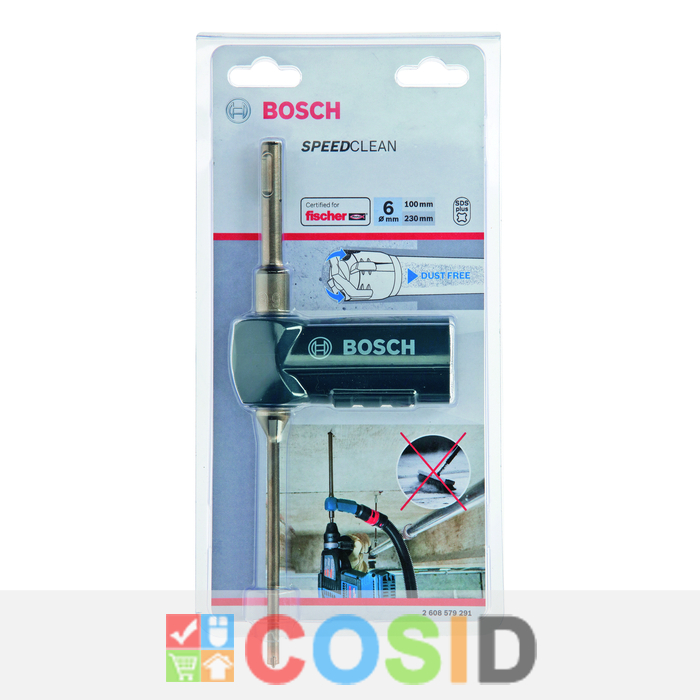 BOSCH
SPEEDCLEAN
Certified for
fischer
6
Ø mm
100 mm
230 mm
SDS
plus
DUST FREE
BOSCH
2 608 579 291
COSID